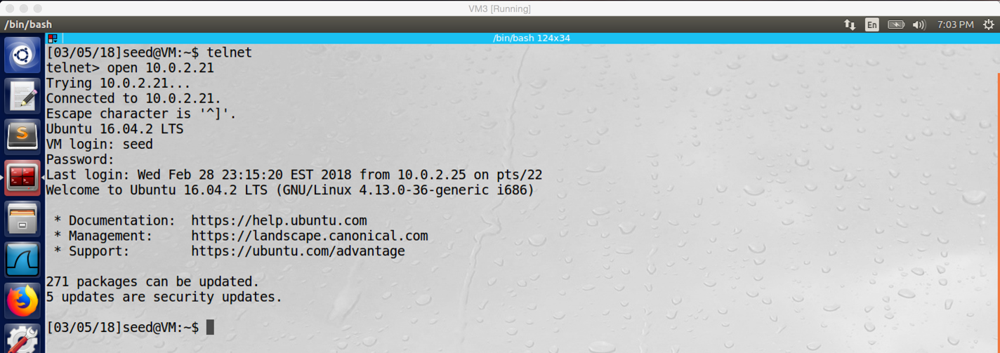 VM3 [Running]
/bin/bash
En
7:03 PM
/bin/bash 124x34
[03/05/18]seed@VM:~$ telnet
telnet> open 10.0.2.21
Trying 10.0.2.21...
Connected to 10.0.2.21.
Escape character is '^]'.
Ubuntu 16.04.2 LTS
VM login: seed
Password:
Last login: Wed Feb 28 23:15:20 EST 2018 from 10.0.2.25 on pts/22
Welcome to Ubuntu 16.04.2 LTS (GNU/Linux 4.13.0-36-generic i686)
* Documentation:  https://help.ubuntu.com
* Management:     https://landscape.canonical.com
* Support:        https://ubuntu.com/advantage
271 packages can be updated.
5 updates are security updates.
[03/05/18]seed@VM:~$